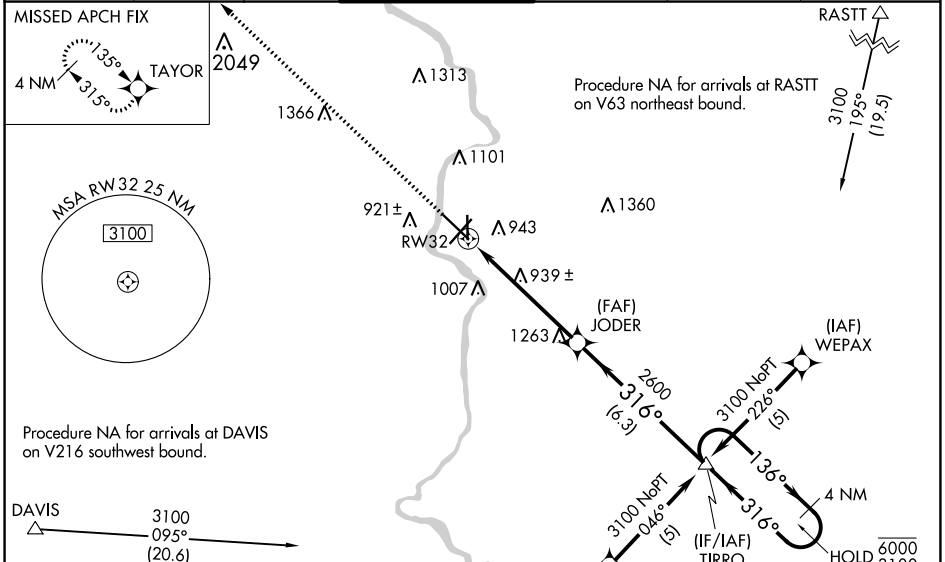 MISSED APCH FIX
4 NM
135°
315°
TAYOR
2049
1313
1366
1101
RASTT
Procedure NA for arrivals at RASTT
on V63 northeast bound.
3100
195°
(19.5)
MSA RW32 25 NM
3100
921±
RW32
943
1360
939±
1007
(FAF)
JODER
1263
(IAF)
WEPAX
2600
316°
(6.3)
3100 NoPT
226°
(5)
Procedure NA for arrivals at DAVIS
on V216 southwest bound.
136°
4 NM
316°
DAVIS
3100
095°
(20.6)
3100 NoPT
046°
(5)
(IF/IAF)
TIRRO
HOLD
6000
3100